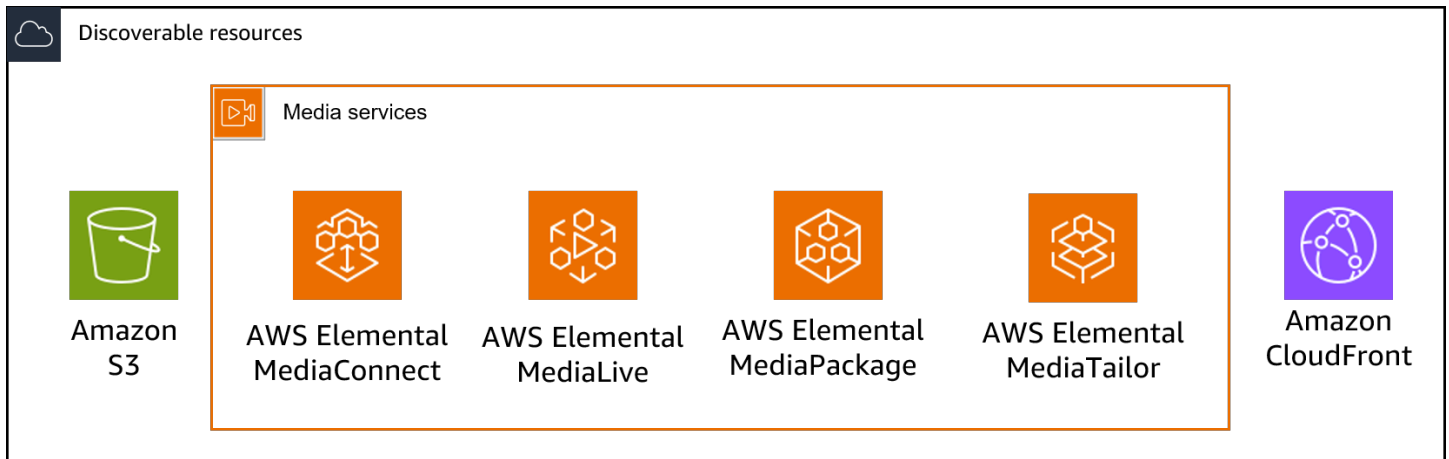 Discoverable resources
Media services
Amazon
S3
AWS Elemental
MediaConnect
AWS Elemental
MediaLive
AWS Elemental
MediaPackage
AWS Elemental
MediaTailor
Amazon
CloudFront